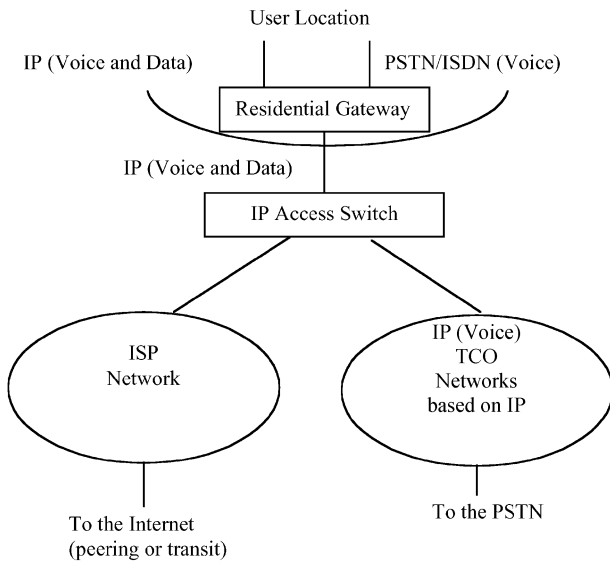 User Location
IP (Voice and Data)
PSTN/ISDN (Voice)
Residential Gateway
IP (Voice and Data)
IP Access Switch
ISP
Network
IP (Voice)
TCO
Networks
based on IP
To the Internet
(peering or transit)
To the PSTN